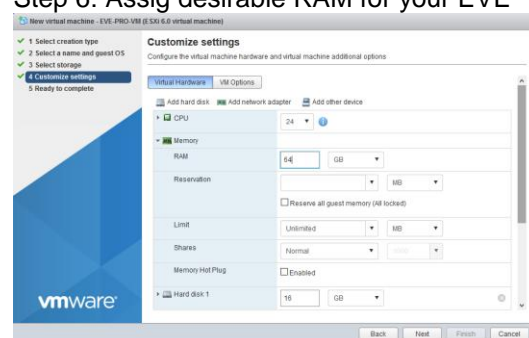 Step 6: Assig desirable RAM for your EVE
New virtual machine - EVE-PRO-VM (ESXi 6.0 virtual machine)
1 Select creation type
2 Select a name and guest OS
3 Select storage
4 Customize settings
5 Ready to complete
Customize settings
Configure the virtual machine hardware and virtual machine additional options
Virtual Hardware VM Options
Add hard disk Add network adapter Add other device
CPU 24
Memory
RAM 64 GB
Reservation MB
Reserve all guest memory (All locked)
Limit Unlimited MB
Shares Normal
Memory Hot Plug Enabled
Hard disk 1 16 GB
vmware
Back Next Finish Cancel